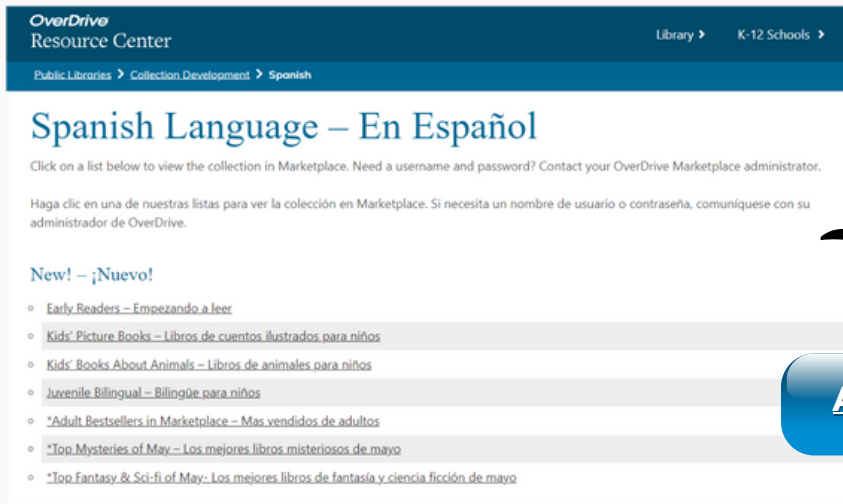 OverDrive
Resource Center
Library > K-12 Schools >
Public Libraries > Collection Development > Spanish
Spanish Language – En Español
Click on a list below to view the collection in Marketplace. Need a username and password? Contact your OverDrive Marketplace administrator.
Haga clic en una de nuestras listas para ver la colección en Marketplace. Si necesita un nombre de usuario o contraseña, comuníquese con su
administrador de OverDrive.
New! – ¡Nuevo!
Early Readers – Empezando a leer
Kids' Picture Books – Libros de cuentos ilustrados para niños
Kids' Books About Animals – Libros de animales para niños
Juvenile Bilingual – Bilingüe para niños
*Adult Bestsellers in Marketplace – Mas vendidos de adultos
*Top Mysteries of May – Los mejores libros misteriosos de mayo
*Top Fantasy & Sci-fi of May- Los mejores libros de fantasía y ciencia ficción de mayo